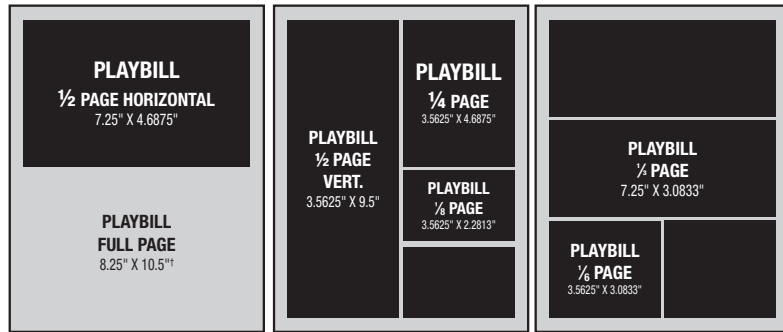 PLAYBILL
½ PAGE HORIZONTAL
7.25" X 4.6875"
PLAYBILL
FULL PAGE
8.25" X 10.5"†
PLAYBILL
½ PAGE
VERT.
3.5625" X 9.5"
PLAYBILL
¼ PAGE
3.5625" X 4.6875"
PLAYBILL
⅛ PAGE
3.5625" X 2.2813"
PLAYBILL
⅓ PAGE
7.25" X 3.0833"
PLAYBILL
⅙ PAGE
3.5625" X 3.0833"